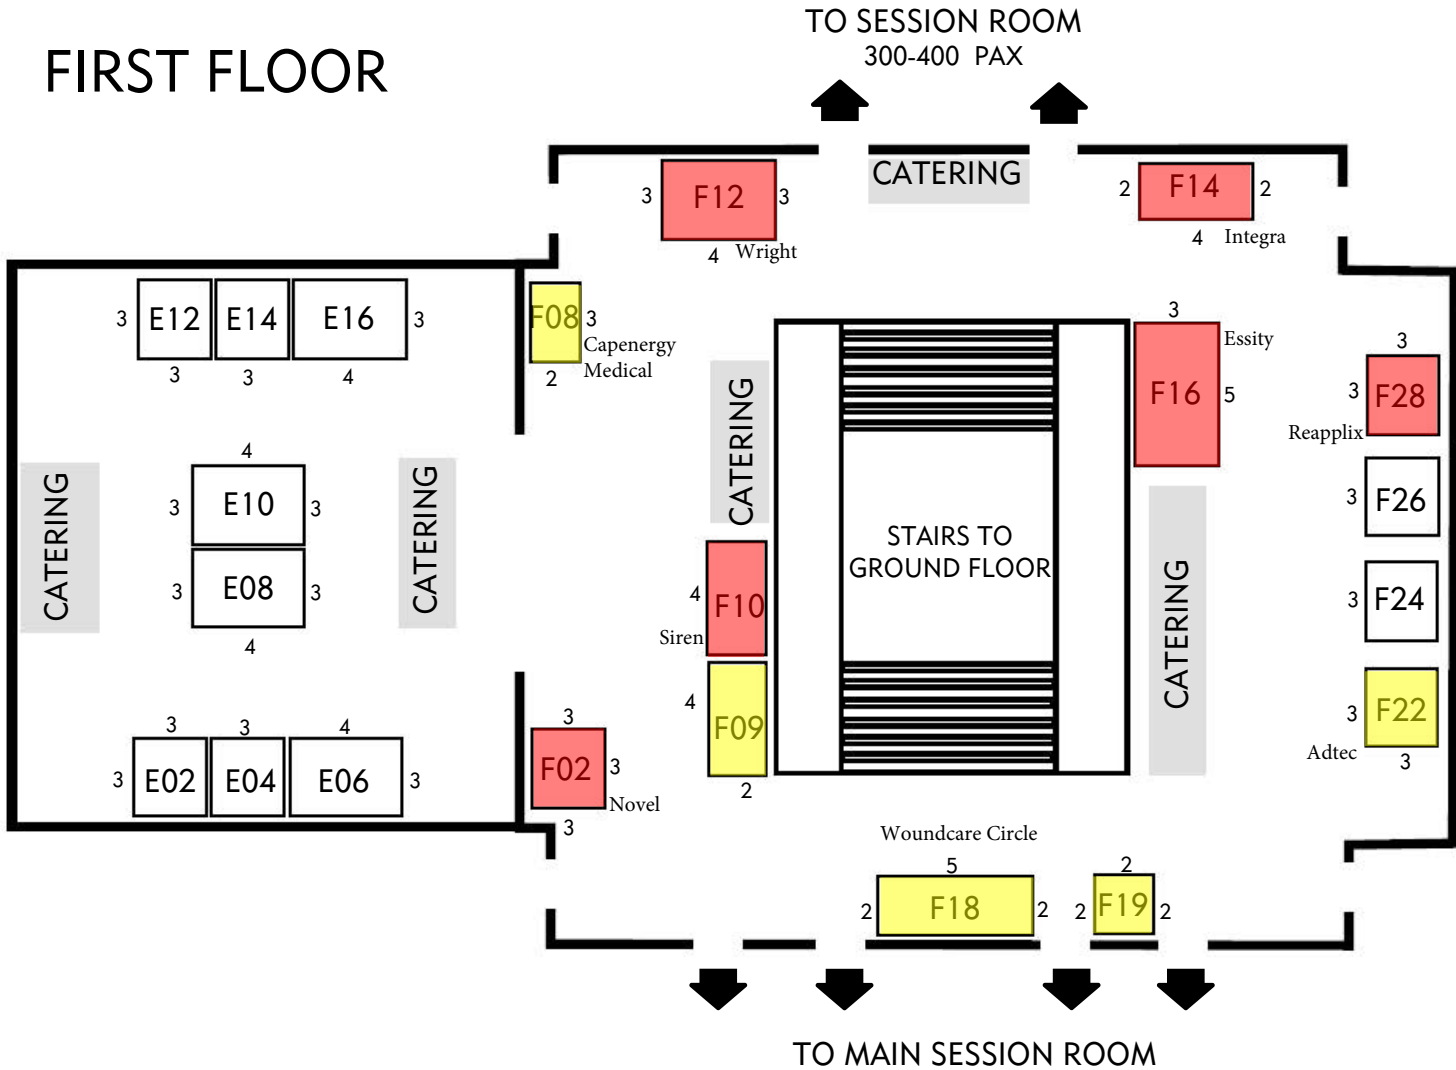 FIRST FLOOR
TO SESSION ROOM
300-400 PAX
CATERING
3 F12 3
4 Wright
2 F14 2
4 Integra
3 E12 E14 E16 3
3 3 4
F08 3
Capenergy
Medical
2
3
Essity
F16 5
3
3 F28
Reapplix
CATERING
CATERING
CATERING
4
3 E10 3
3 E08 3
4
STAIRS TO
GROUND FLOOR
3 F26
3 F24
CATERING
4 F10
Siren
4 F09
2
3 F22
Adtec
3
3 3 4
3 E02 E04 E06 3
3
F02 3
Novel
3
Woundcare Circle
5
2 F18 2
2
2 F19 2
TO MAIN SESSION ROOM